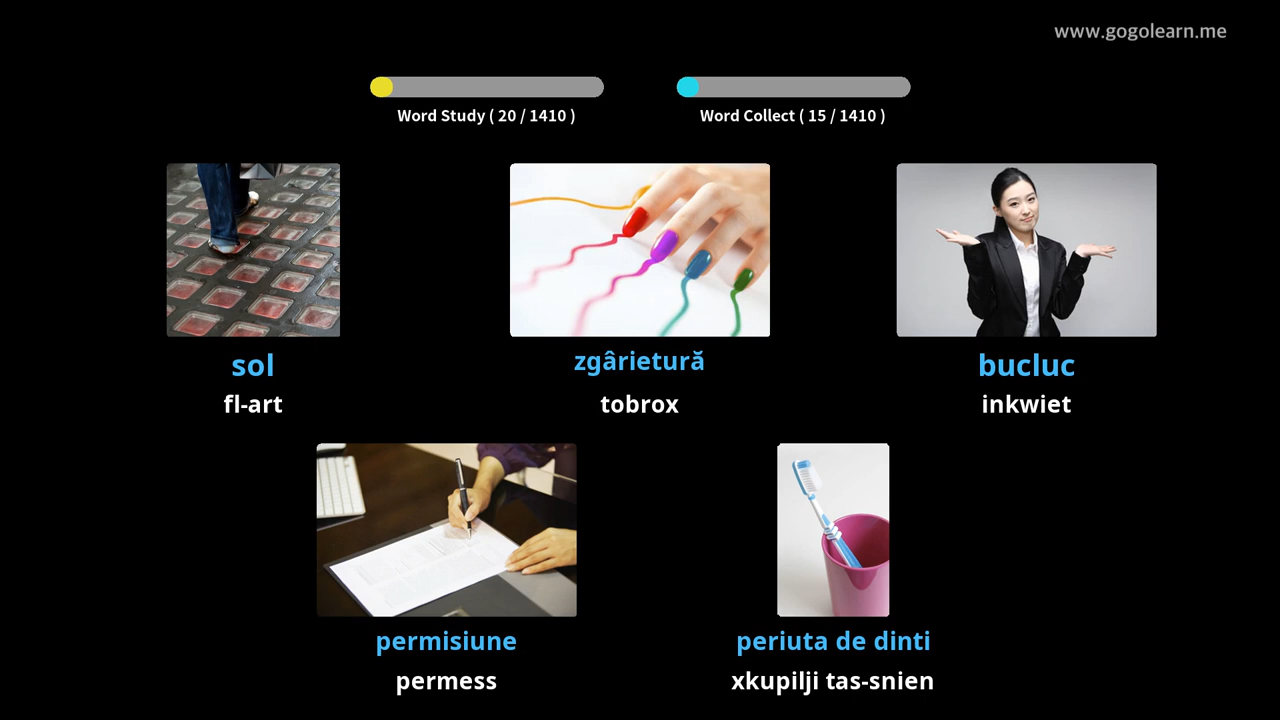 www.gogolearn.me
Word Study ( 20 / 1410 )
Word Collect ( 15 / 1410 )
sol
fl-art
zgârietură
tobrox
bucluc
inkwiet
permisiune
permess
periuta de dinti
xkupilji tas-snien